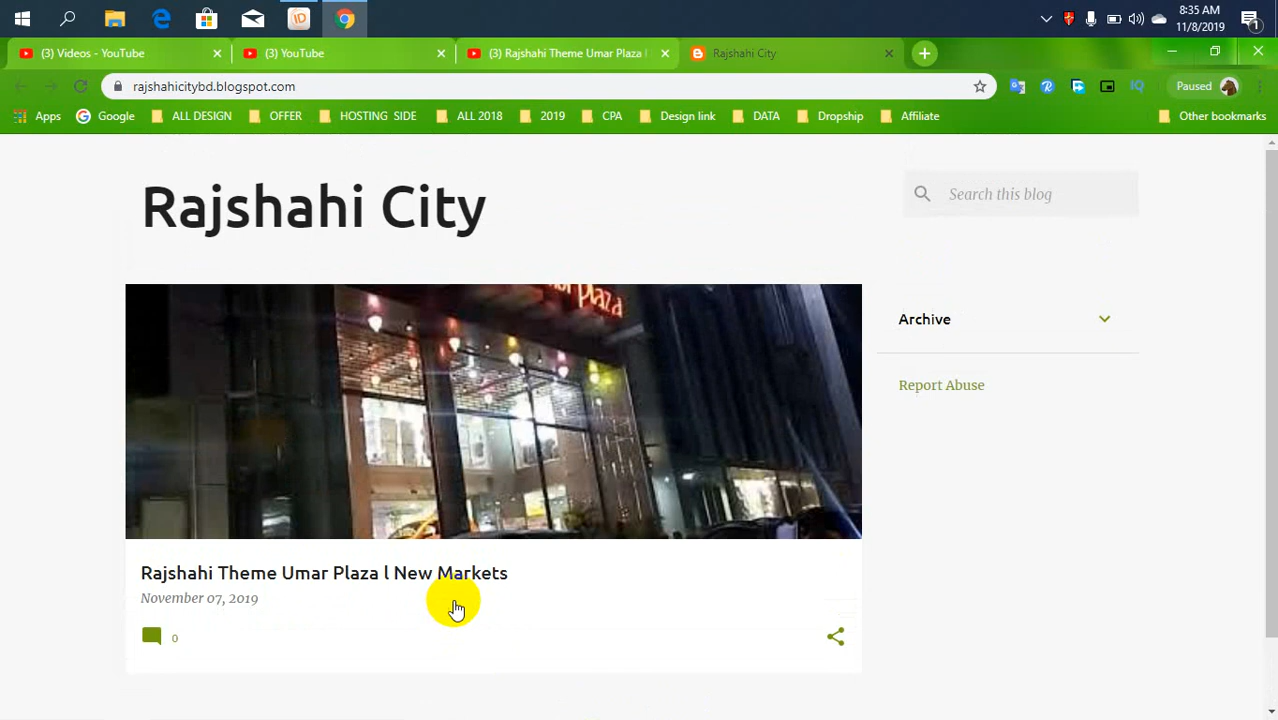 8:35 AM
11/8/2019
1
(3) Videos - YouTube
(3) YouTube
(3) Rajshahi Theme Umar Plaza l
Rajshahi City
rajshahicitybd.blogspot.com
Paused
Apps
Google
ALL DESIGN
OFFER
HOSTING SIDE
ALL 2018
2019
CPA
Design link
DATA
Dropship
Affiliate
Other bookmarks
Rajshahi City
Search this blog
Plaza
Archive
Report Abuse
Rajshahi Theme Umar Plaza l New Markets
November 07, 2019
0